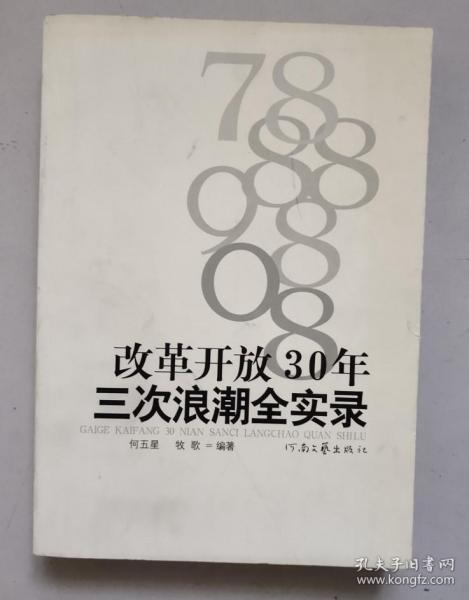 78
88
98
08
改革开放30年
三次浪潮全实录
GAIGE KAIFANG 30 NIAN SANCI LANGCHAO QUAN SHILU
何五星 牧歌=编著 河南文艺出版社
孔夫子旧书网
www.kongfz.com